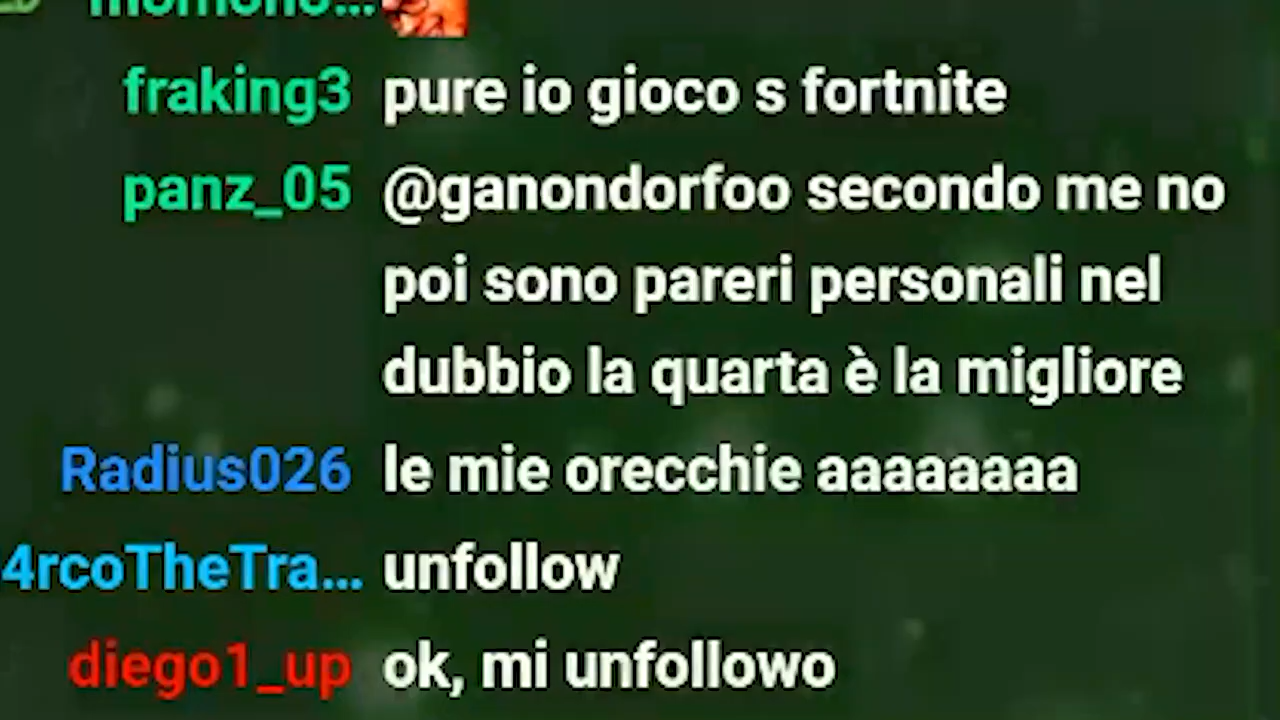 fraking3 pure io gioco s fortnite
panz_05 @ganondorfoo secondo me no
poi sono pareri personali nel
dubbio la quarta è la migliore
Radius026 le mie orecchie aaaaaaaa
4rcoTheTra... unfollow
diego1_up ok, mi unfollowo